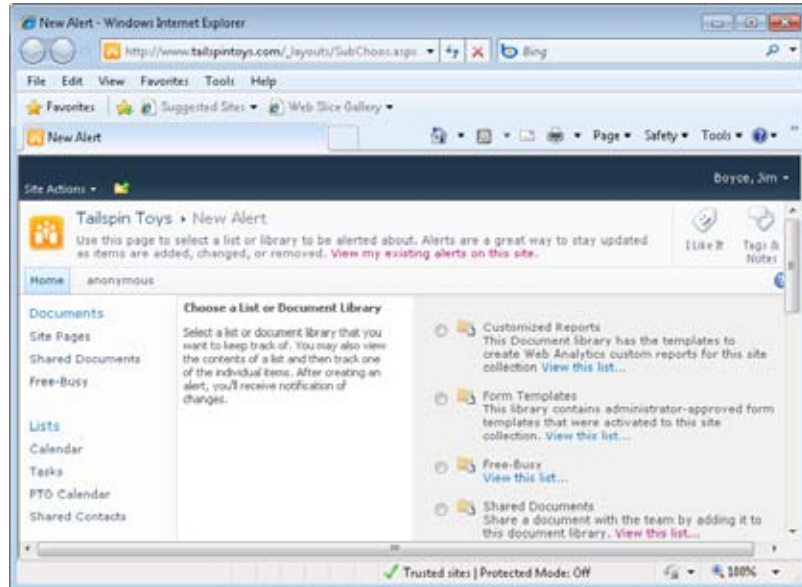 New Alert - Windows Internet Explorer
http://www.tailspintoys.com/_layouts/SubChoos.aspx
Bing
File Edit View Favorites Tools Help
Favorites Suggested Sites Web Slice Gallery
New Alert Page Safety Tools
Site Actions
Boyce, Jim
Tailspin Toys New Alert
Use this page to select a list or library to be alerted about. Alerts are a great way to stay updated
as items are added, changed, or removed. View my existing alerts on this site.
I Like It
Tags &
Notes
Home anonymous
Documents
Site Pages
Shared Documents
Free-Busy
Lists
Calendar
Tasks
PTO Calendar
Shared Contacts
Choose a List or Document Library
Select a list or document library that you
want to keep track of. You may also view
the contents of a list and then track one
of the individual items. After creating an
alert, you'll receive notification of
changes.
Customized Reports
This Document library has the templates to
create Web Analytics custom reports for this site
collection View this list...
Form Templates
This library contains administrator-approved form
templates that were activated to this site
collection. View this list...
Free-Busy
View this list...
Shared Documents
Share a document with the team by adding it to
this document library. View this list...
Trusted sites | Protected Mode: Off
100%